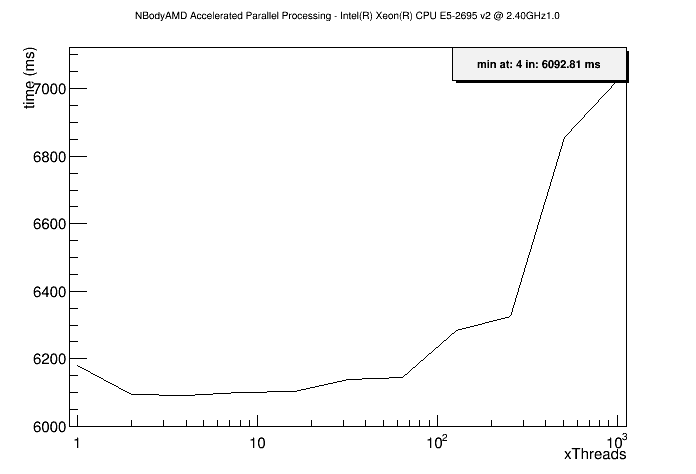 NBodyAMD Accelerated Parallel Processing - Intel(R) Xeon(R) CPU E5-2695 v2 @ 2.40GHz1.0
time (ms)
min at: 4 in: 6092.81 ms
7000
6800
6600
6400
6200
6000
1 10 10² 10³
xThreads